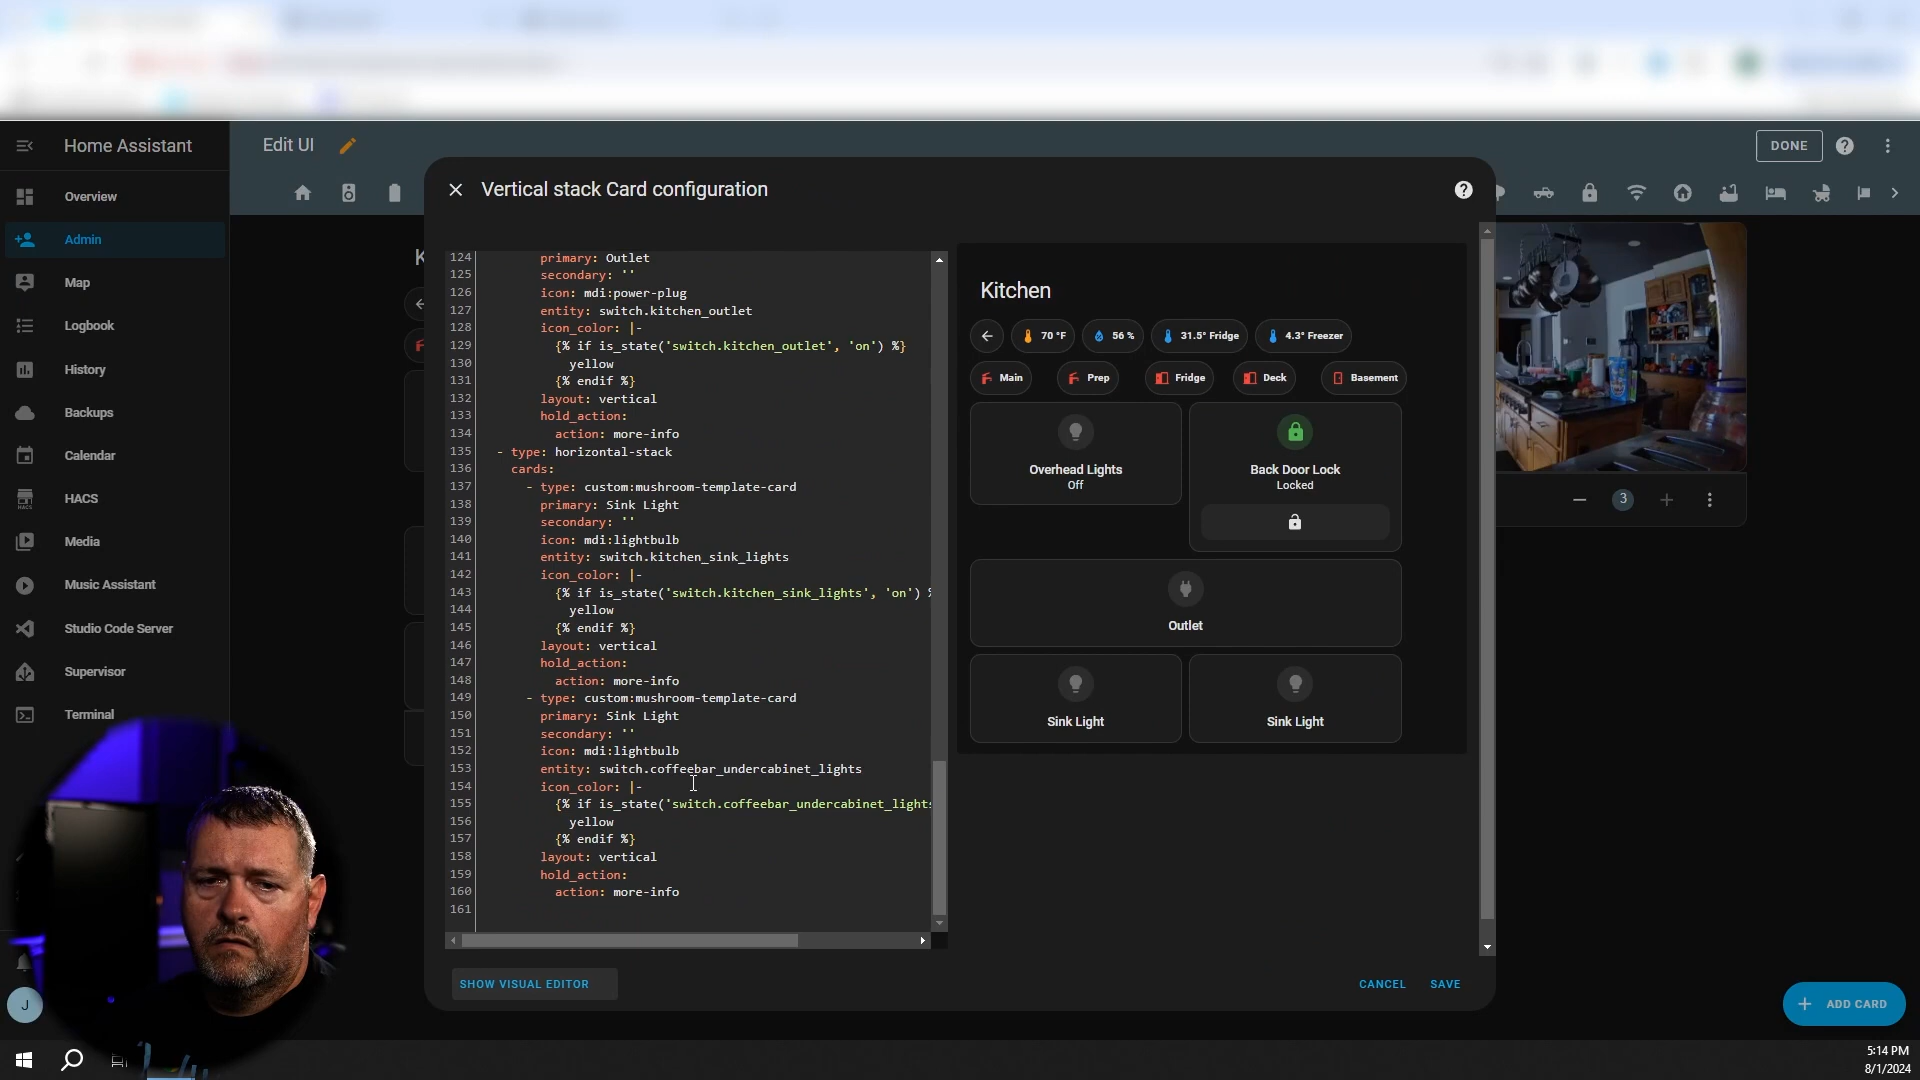 Home Assistant
Edit UI
DONE
Vertical stack Card configuration
Overview
Admin
Map
Logbook
Energy
History
Backups
Calendar
HACS
Media
Music Assistant
Studio Code Server
Supervisor
Terminal
J
K
124 primary: Outlet
125 secondary: ''
126 icon: mdi:power-plug
127 entity: switch.kitchen_outlet
128 icon_color: |-
129 {% if is_state('switch.kitchen_outlet', 'on') %}
130 yellow
131 {% endif %}
132 layout: vertical
133 hold_action:
134 action: more-info
135 - type: horizontal-stack
136 cards:
137 - type: custom:mushroom-template-card
138 primary: Sink Light
139 secondary: ''
140 icon: mdi:lightbulb
141 entity: switch.kitchen_sink_lights
142 icon_color: |-
143 {% if is_state('switch.kitchen_sink_lights', 'on') %
144 yellow
145 {% endif %}
146 layout: vertical
147 hold_action:
148 action: more-info
149 - type: custom:mushroom-template-card
150 primary: Sink Light
151 secondary: ''
152 icon: mdi:lightbulb
153 entity: switch.coffeebar_undercabinet_lights
154 icon_color: |-
155 {% if is_state('switch.coffeebar_undercabinet_lights
156 yellow
157 {% endif %}
158 layout: vertical
159 hold_action:
160 action: more-info
161
Kitchen
70 °F 56 % 31.5° Fridge 4.3° Freezer
Main Prep Fridge Deck Basement
Overhead Lights
Off
Back Door Lock
Locked
Outlet
Sink Light
Sink Light
3
SHOW VISUAL EDITOR
CANCEL SAVE
ADD CARD
5:14 PM
8/1/2024